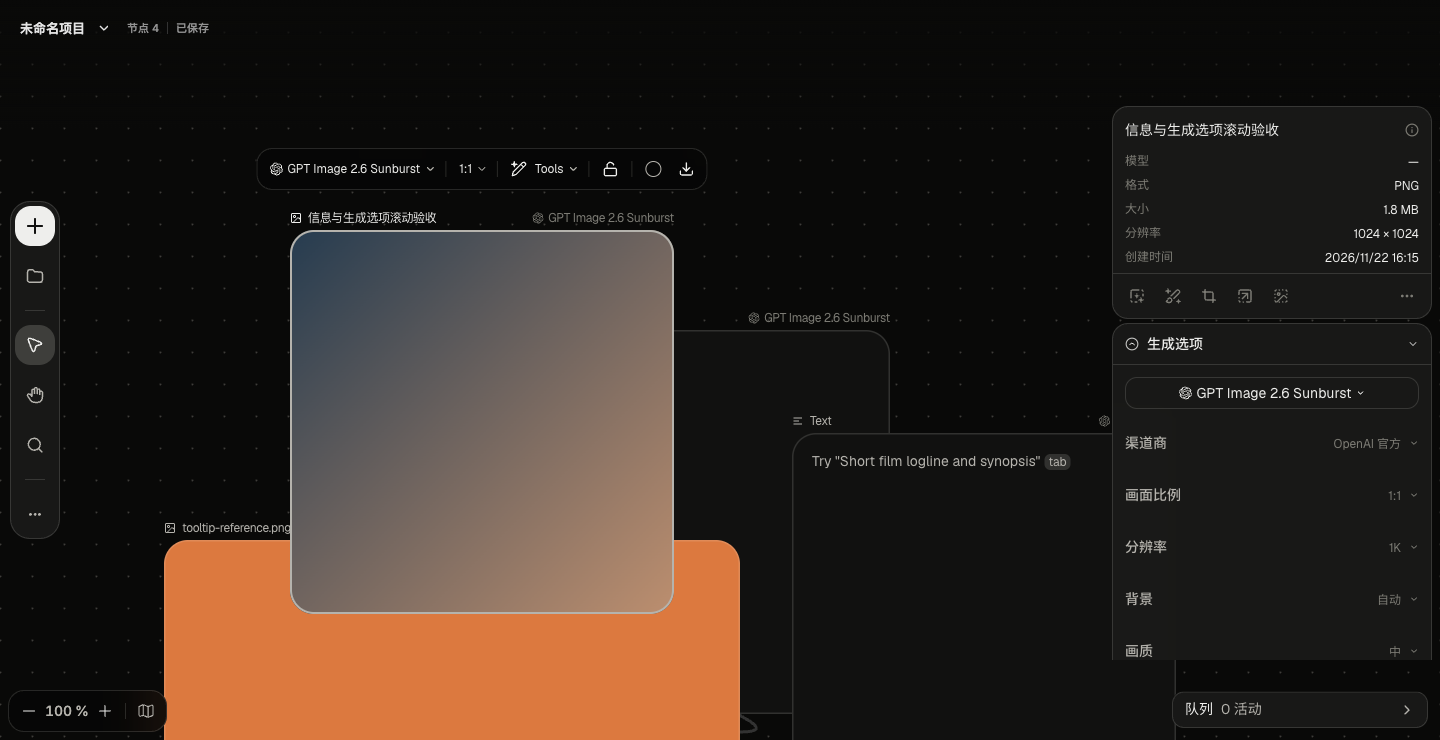 未命名项目 节点 4 已保存
GPT Image 2.6 Sunburst 1:1 Tools
信息与生成选项滚动验收 GPT Image 2.6 Sunburst
GPT Image 2.6 Sunburst
Text
Try "Short film logline and synopsis" tab
tooltip-reference.png
100 %
信息与生成选项滚动验收
模型 —
格式 PNG
大小 1.8 MB
分辨率 1024 × 1024
创建时间 2026/11/22 16:15
生成选项
GPT Image 2.6 Sunburst
渠道商 OpenAI 官方
画面比例 1:1
分辨率 1K
背景 自动
画质 中
队列 0 活动